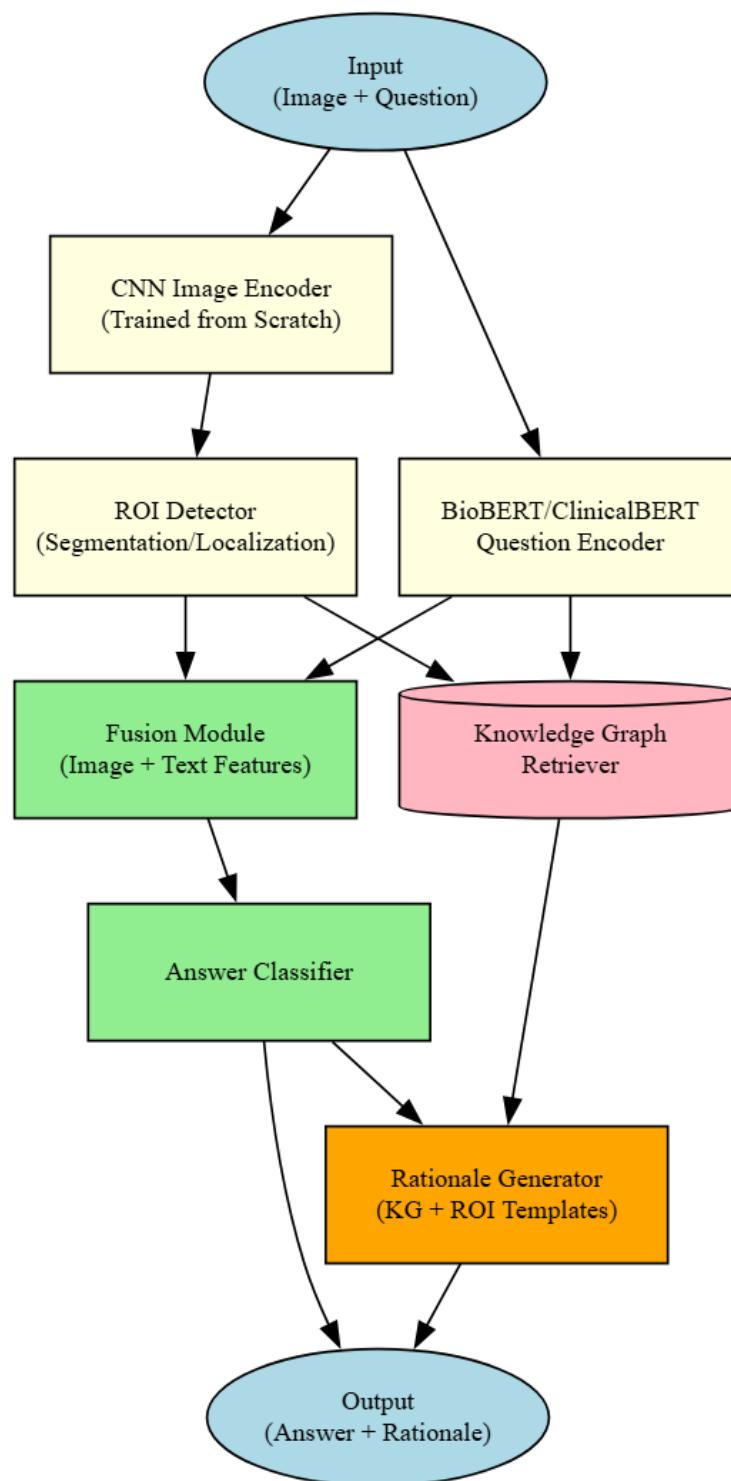 Input
(Image + Question)
CNN Image Encoder
(Trained from Scratch)
ROI Detector
(Segmentation/Localization)
BioBERT/ClinicalBERT
Question Encoder
Fusion Module
(Image + Text Features)
Knowledge Graph
Retriever
Answer Classifier
Rationale Generator
(KG + ROI Templates)
Output
(Answer + Rationale)